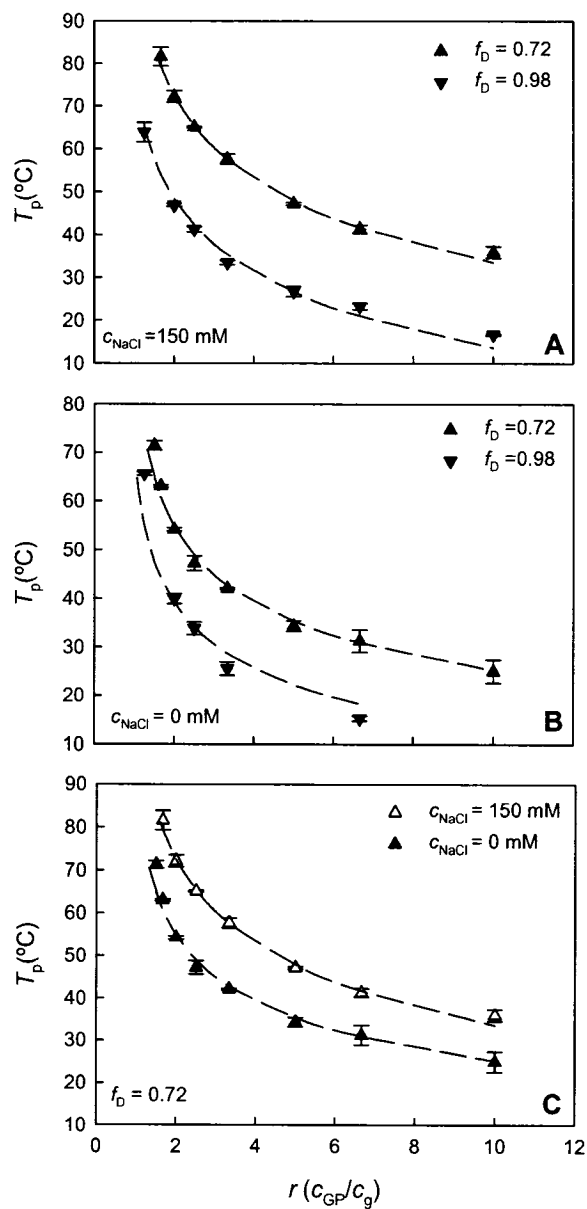 90
80
70
60
50
40
30
20
10
Tp(ºC)
fD = 0.72
fD = 0.98
cNaCl =150 mM
A
80
70
60
50
40
30
20
10
Tp(ºC)
fD =0.72
fD =0.98
cNaCl = 0 mM
B
90
80
70
60
50
40
30
20
10
Tp(ºC)
cNaCl = 150 mM
cNaCl = 0 mM
fD = 0.72
C
0 2 4 6 8 10 12
r (cGP/cg)